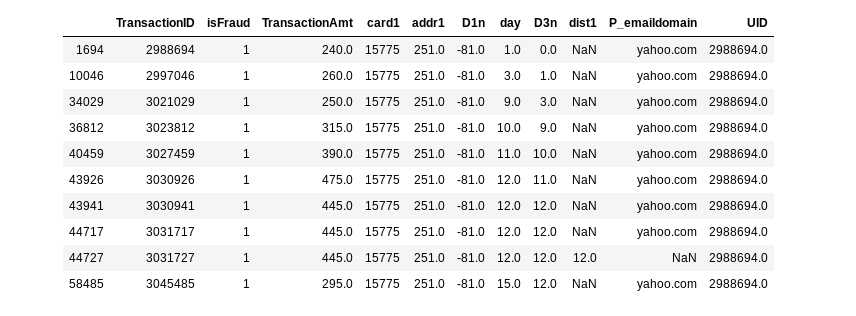 TransactionID isFraud TransactionAmt card1 addr1 D1n day D3n dist1 P_emaildomain UID
1694 2988694 1 240.0 15775 251.0 -81.0 1.0 0.0 NaN yahoo.com 2988694.0
10046 2997046 1 260.0 15775 251.0 -81.0 3.0 1.0 NaN yahoo.com 2988694.0
34029 3021029 1 250.0 15775 251.0 -81.0 9.0 3.0 NaN yahoo.com 2988694.0
36812 3023812 1 315.0 15775 251.0 -81.0 10.0 9.0 NaN yahoo.com 2988694.0
40459 3027459 1 390.0 15775 251.0 -81.0 11.0 10.0 NaN yahoo.com 2988694.0
43926 3030926 1 475.0 15775 251.0 -81.0 12.0 11.0 NaN yahoo.com 2988694.0
43941 3030941 1 445.0 15775 251.0 -81.0 12.0 12.0 NaN yahoo.com 2988694.0
44717 3031717 1 445.0 15775 251.0 -81.0 12.0 12.0 NaN yahoo.com 2988694.0
44727 3031727 1 445.0 15775 251.0 -81.0 12.0 12.0 12.0 NaN 2988694.0
58485 3045485 1 295.0 15775 251.0 -81.0 15.0 12.0 NaN yahoo.com 2988694.0